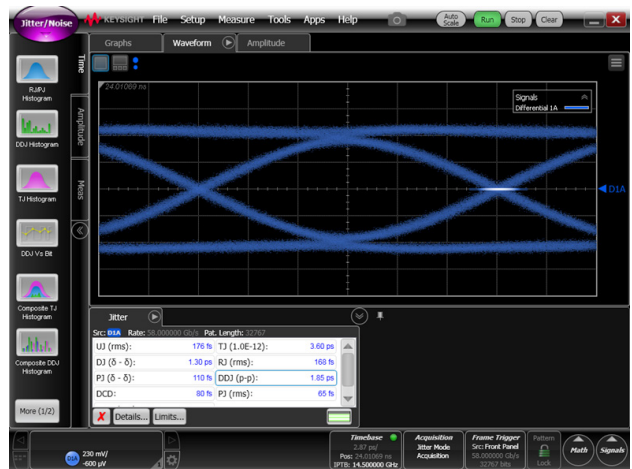 Jitter/Noise
KEYSIGHT File Setup Measure Tools Apps Help
Auto Scale
Run
Stop
Clear
Graphs
Waveform
Amplitude
Time
Amplitude
Meas
RJ/PJ Histogram
DDJ Histogram
TJ Histogram
DDJ Vs Bit
Composite TJ Histogram
Composite DDJ Histogram
More (1/2)
24.01069 ns
Signals
Differential 1A
D1A
Jitter
Src: D1A Rate: 58.000000 Gb/s Pat. Length: 32767
UJ (rms): 176 fs TJ (1.0E-12): 3.60 ps
DJ (δ - δ): 1.30 ps RJ (rms): 168 fs
PJ (δ - δ): 110 fs DDJ (p-p): 1.85 ps
DCD: 80 fs PJ (rms): 65 fs
Details...
Limits...
D1A
230 mV/
-600 µV
Timebase
2.87 ps/
Pos: 24.01069 ns
IPTB: 14.500000 GHz
Acquisition
Jitter Mode
Acquisition
Frame Trigger
Src: Front Panel
58.000000 Gb/s
32767 bits
Pattern
Lock
Math
Signals